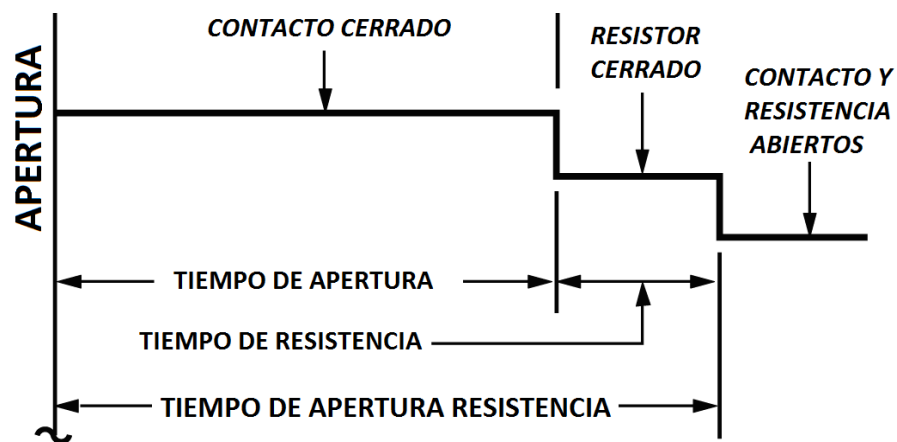 APERTURA
CONTACTO CERRADO
RESISTOR
CERRADO
CONTACTO Y
RESISTENCIA
ABIERTOS
TIEMPO DE APERTURA
TIEMPO DE RESISTENCIA
TIEMPO DE APERTURA RESISTENCIA